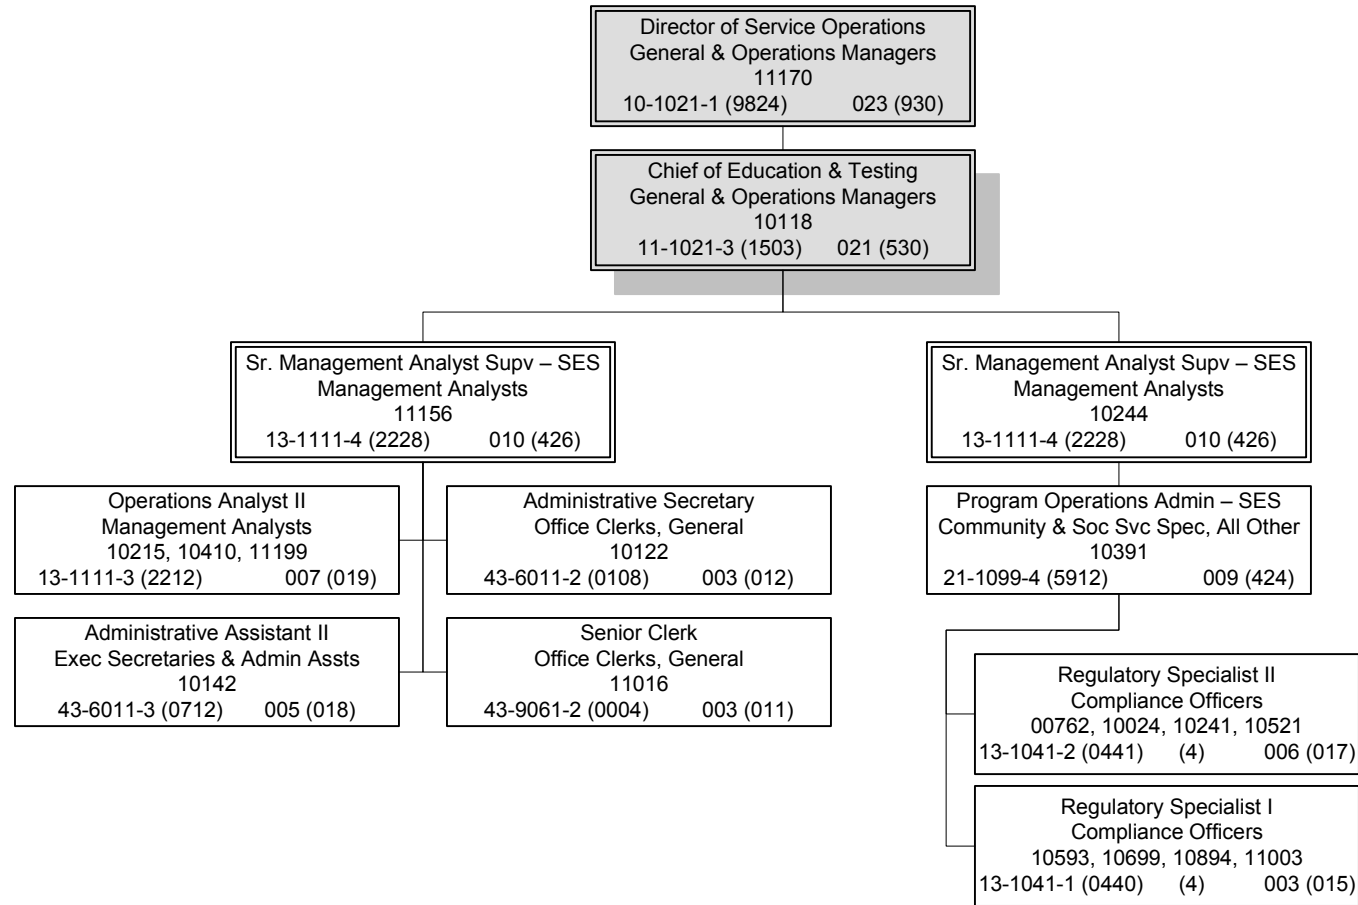 Director of Service Operations
General & Operations Managers
11170
10-1021-1 (9824) 023 (930)
Chief of Education & Testing
General & Operations Managers
10118
11-1021-3 (1503) 021 (530)
Sr. Management Analyst Supv – SES
Management Analysts
11156
13-1111-4 (2228) 010 (426)
Sr. Management Analyst Supv – SES
Management Analysts
10244
13-1111-4 (2228) 010 (426)
Operations Analyst II
Management Analysts
10215, 10410, 11199
13-1111-3 (2212) 007 (019)
Administrative Secretary
Office Clerks, General
10122
43-6011-2 (0108) 003 (012)
Program Operations Admin – SES
Community & Soc Svc Spec, All Other
10391
21-1099-4 (5912) 009 (424)
Administrative Assistant II
Exec Secretaries & Admin Assts
10142
43-6011-3 (0712) 005 (018)
Senior Clerk
Office Clerks, General
11016
43-9061-2 (0004) 003 (011)
Regulatory Specialist II
Compliance Officers
00762, 10024, 10241, 10521
13-1041-2 (0441) (4) 006 (017)
Regulatory Specialist I
Compliance Officers
10593, 10699, 10894, 11003
13-1041-1 (0440) (4) 003 (015)